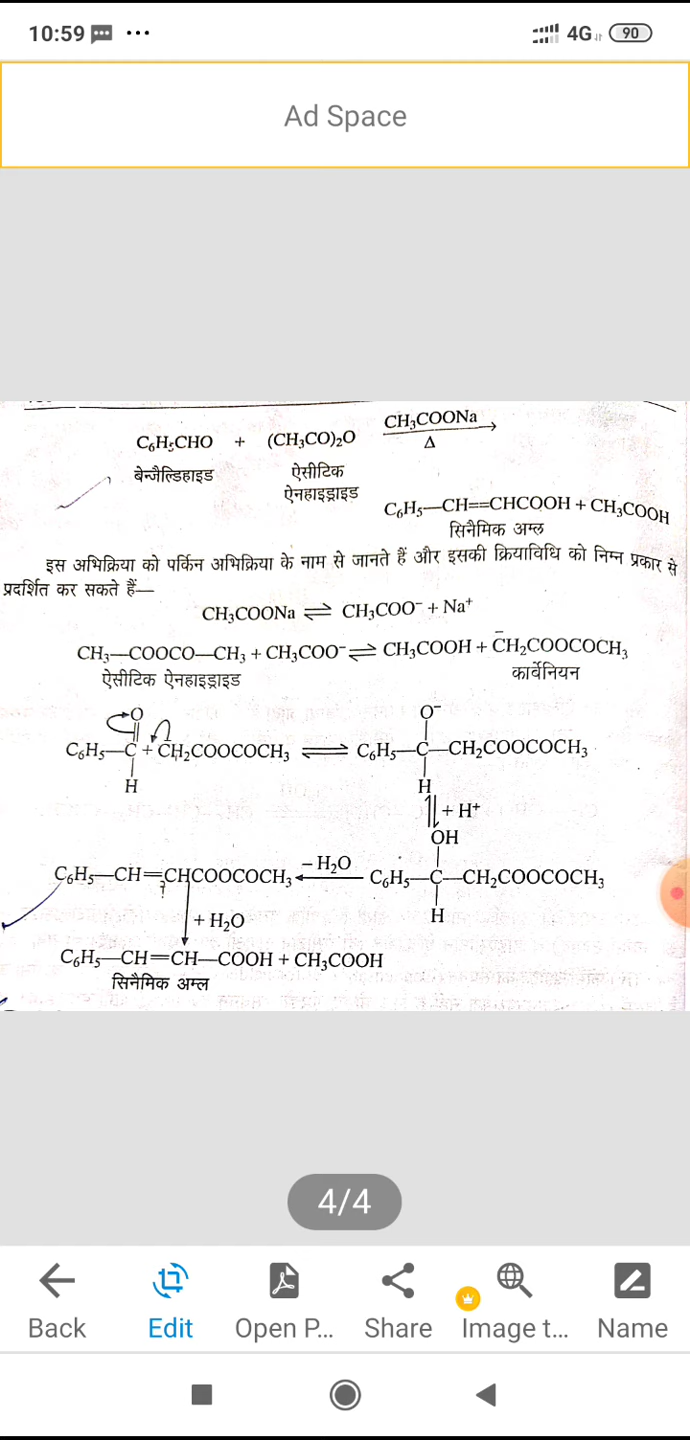 10:59
4G
90
Ad Space
CH₃COONa
C₆H₅CHO + (CH₃CO)₂O
Δ
बेन्जैल्डिहाइड ऐसीटिक
ऐनहाइड्राइड
C₆H₅—CH==CHCOOH + CH₃COOH
सिनैमिक अम्ल
इस अभिक्रिया को पर्किन अभिक्रिया के नाम से जानते हैं और इसकी क्रियाविधि को निम्न प्रकार से
प्रदर्शित कर सकते हैं—
CH₃COONa ⇌ CH₃COO⁻ + Na⁺
CH₃—COOCO—CH₃ + CH₃COO⁻ ⇌ CH₃COOH + C̄H₂COOCOCH₃
ऐसीटिक ऐनहाइड्राइड कार्बेनियन
O O⁻
C₆H₅—C + C̄H₂COOCOCH₃ ⇌ C₆H₅—C—CH₂COOCOCH₃
H H
+ H⁺
OH
– H₂O
C₆H₅—CH=CHCOOCOCH₃ ← C₆H₅—C—CH₂COOCOCH₃
?
+ H₂O H
C₆H₅—CH=CH—COOH + CH₃COOH
सिनैमिक अम्ल
4/4
Back Edit Open P... Share Image t... Name